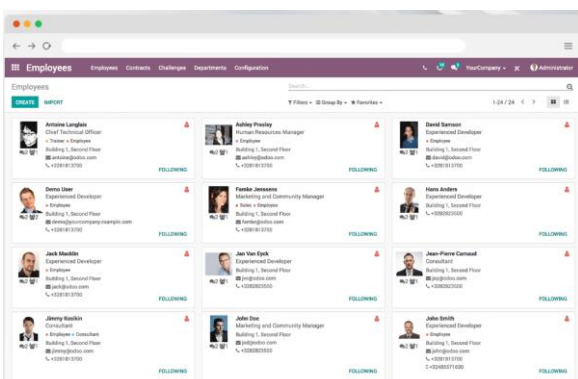 Employees Employees Contracts Challenges Departments Configuration YourCompany Administrator
Employees Search...
CREATE IMPORT Filters Group By Favorites 1-24 / 24
Antoine Langlais
Chief Technical Officer
Trainer Employee
Building 1, Second Floor
antoine@odoo.com
+3281813700
FOLLOWING
Ashley Presley
Human Resources Manager
Employee
Building 1, Second Floor
ashley@odoo.com
+3281813700
FOLLOWING
David Samson
Experienced Developer
Employee
Building 1, Second Floor
david@odoo.com
+3281813700
FOLLOWING
Demo User
Experienced Developer
Employee
Building 1, Second Floor
demo@yourcompany.example.com
+3281813700
FOLLOWING
Famke Jenssens
Marketing and Community Manager
Sales Employee
Building 1, Second Floor
famke@odoo.com
+3281813700
FOLLOWING
Hans Anders
Experienced Developer
Building 1, Second Floor
+3282823500
FOLLOWING
Jack Macklin
Experienced Developer
Employee
Building 1, Second Floor
jack@odoo.com
+3281813700
FOLLOWING
Jan Van Eyck
Experienced Developer
Building 1, Second Floor
jve@odoo.com
+3282823500
FOLLOWING
Jean-Pierre Carnaud
Consultant
Building 1, Second Floor
jpc@odoo.com
+3282823500
FOLLOWING
Jimmy Kosikin
Consultant
Employee Consultant
Building 1, Second Floor
jimmy@odoo.com
+3281813700
FOLLOWING
John Doe
Marketing and Community Manager
Building 1, Second Floor
jod@odoo.com
+3282823500
FOLLOWING
John Smith
Experienced Developer
Employee
Building 1, Second Floor
john@odoo.com
+3281813700
FOLLOWING